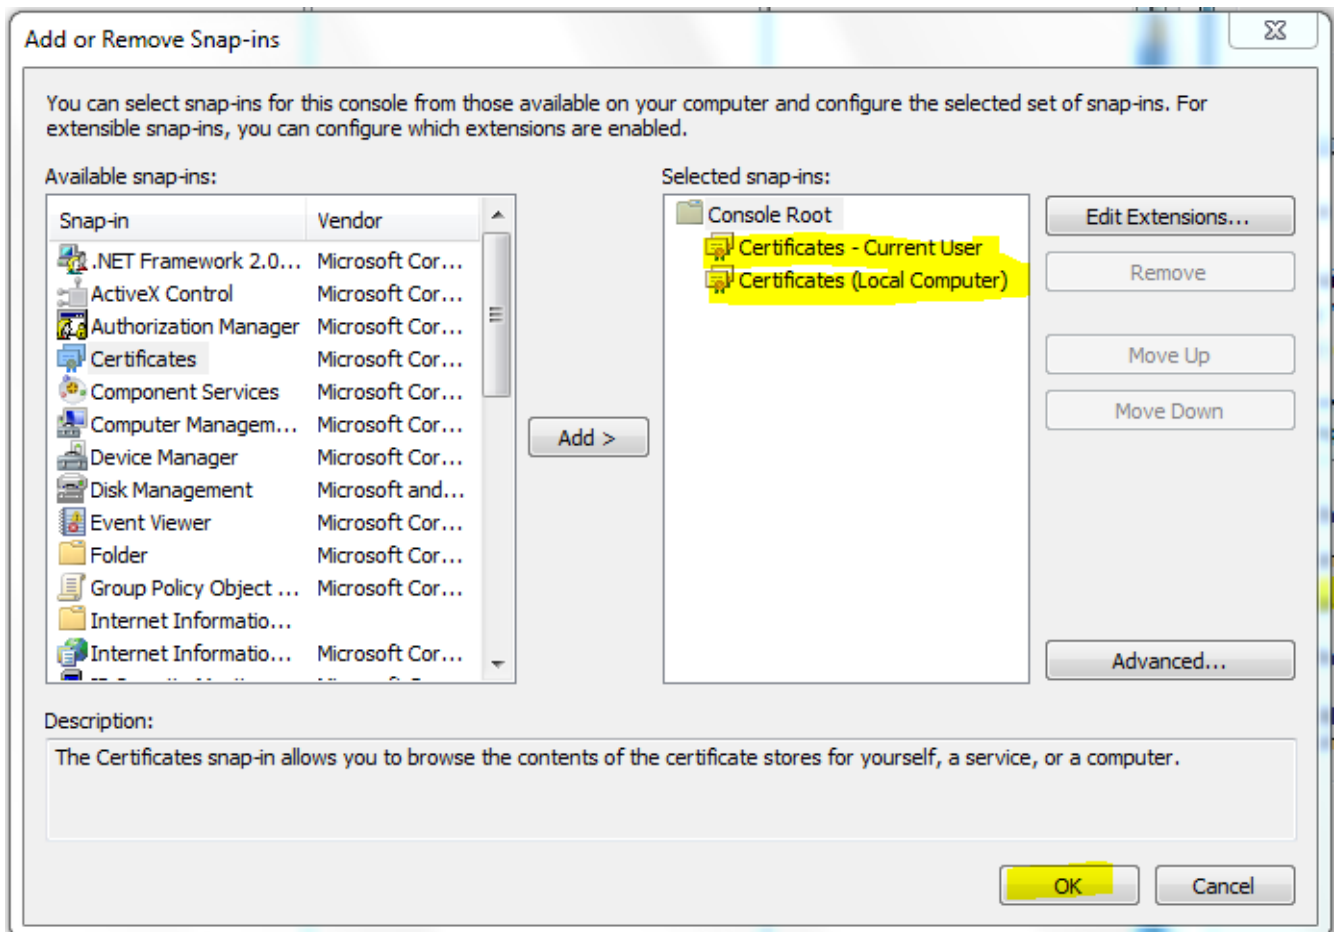 Add or Remove Snap-ins
You can select snap-ins for this console from those available on your computer and configure the selected set of snap-ins. For
extensible snap-ins, you can configure which extensions are enabled.
Available snap-ins:
Snap-in Vendor
.NET Framework 2.0... Microsoft Cor...
ActiveX Control Microsoft Cor...
Authorization Manager Microsoft Cor...
Certificates Microsoft Cor...
Component Services Microsoft Cor...
Computer Managem... Microsoft Cor...
Device Manager Microsoft Cor...
Disk Management Microsoft and...
Event Viewer Microsoft Cor...
Folder Microsoft Cor...
Group Policy Object ... Microsoft Cor...
Internet Informatio...
Internet Informatio... Microsoft Cor...
Add >
Selected snap-ins:
Console Root
Certificates - Current User
Certificates (Local Computer)
Edit Extensions...
Remove
Move Up
Move Down
Advanced...
Description:
The Certificates snap-in allows you to browse the contents of the certificate stores for yourself, a service, or a computer.
OK Cancel